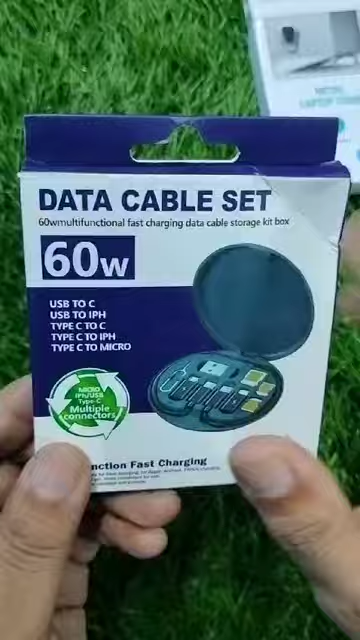 DATA CABLE SET
60wmultifunctional fast charging data cable storage kit box
60W
USB TO C
USB TO IPH
TYPE C TO C
TYPE C TO IPH
TYPE C TO MICRO
MICRO
IPh/USB
Type-C
Multiple
connectors
nction Fast Charging
LAPTOP